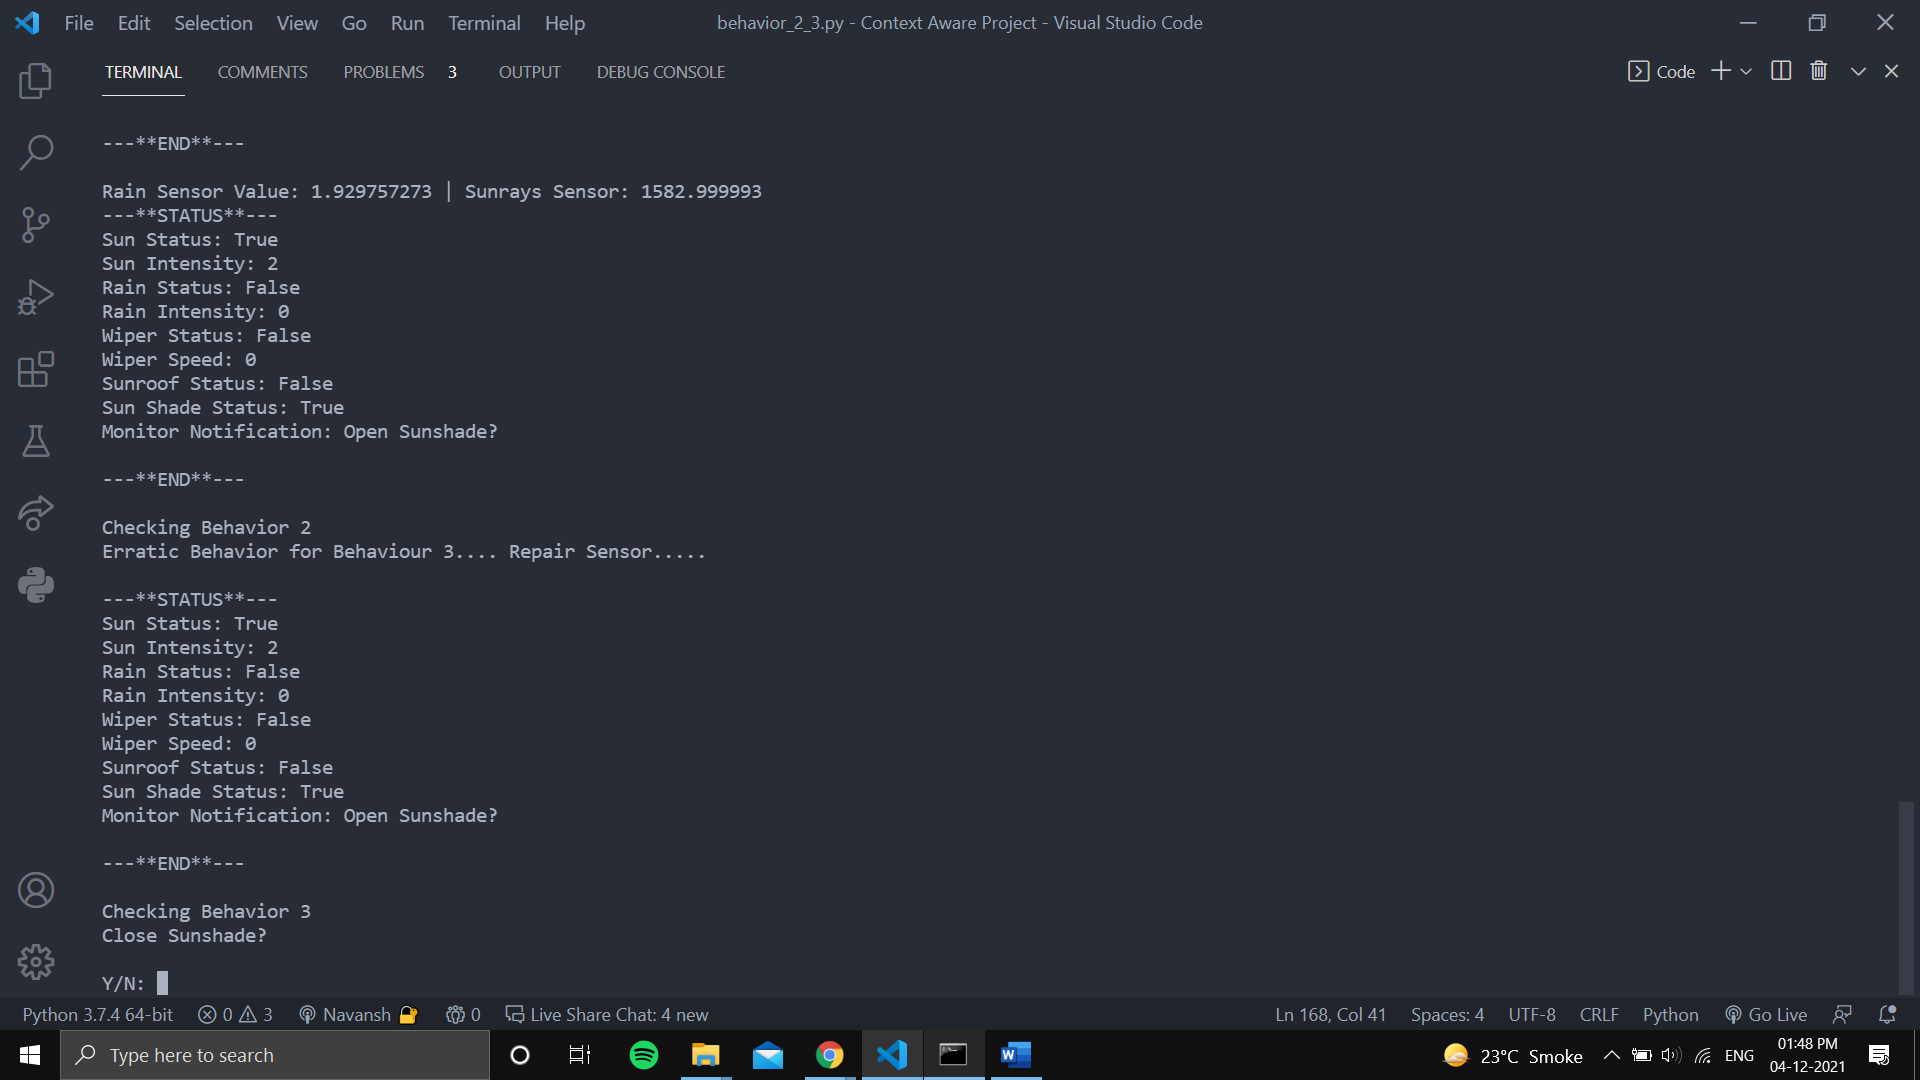 File Edit Selection View Go Run Terminal Help behavior_2_3.py - Context Aware Project - Visual Studio Code
TERMINAL COMMENTS PROBLEMS 3 OUTPUT DEBUG CONSOLE Code
---**END**---
Rain Sensor Value: 1.929757273 | Sunrays Sensor: 1582.999993
---**STATUS**---
Sun Status: True
Sun Intensity: 2
Rain Status: False
Rain Intensity: 0
Wiper Status: False
Wiper Speed: 0
Sunroof Status: False
Sun Shade Status: True
Monitor Notification: Open Sunshade?
---**END**---
Checking Behavior 2
Erratic Behavior for Behaviour 3.... Repair Sensor.....
---**STATUS**---
Sun Status: True
Sun Intensity: 2
Rain Status: False
Rain Intensity: 0
Wiper Status: False
Wiper Speed: 0
Sunroof Status: False
Sun Shade Status: True
Monitor Notification: Open Sunshade?
---**END**---
Checking Behavior 3
Close Sunshade?
Y/N:
Python 3.7.4 64-bit 0 3 Navansh 0 Live Share Chat: 4 new Ln 168, Col 41 Spaces: 4 UTF-8 CRLF Python Go Live
Type here to search 23°C Smoke ENG 01:48 PM
04-12-2021